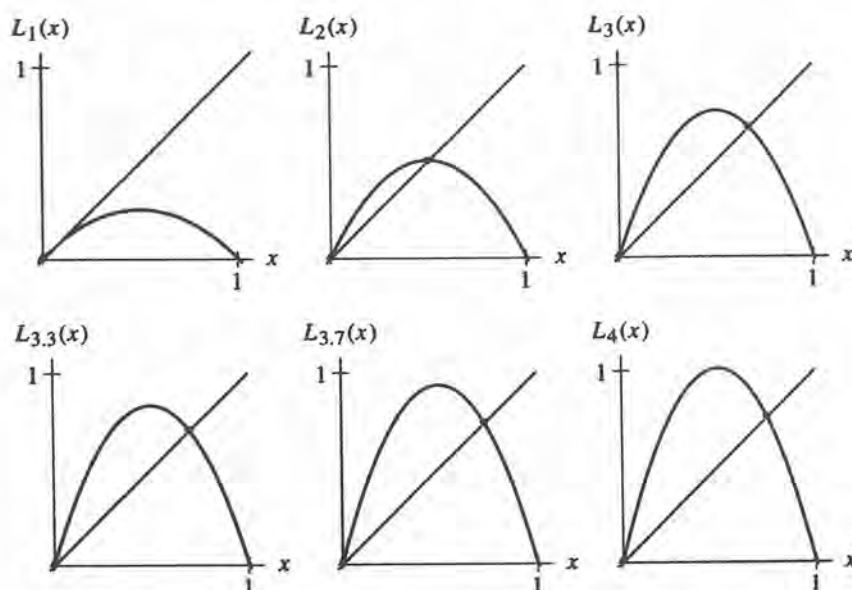 L₁(x) L₂(x) L₃(x)
1 1 1
x x x
1 1 1
L₃.₃(x) L₃.₇(x) L₄(x)
1 1 1
x x x
1 1 1